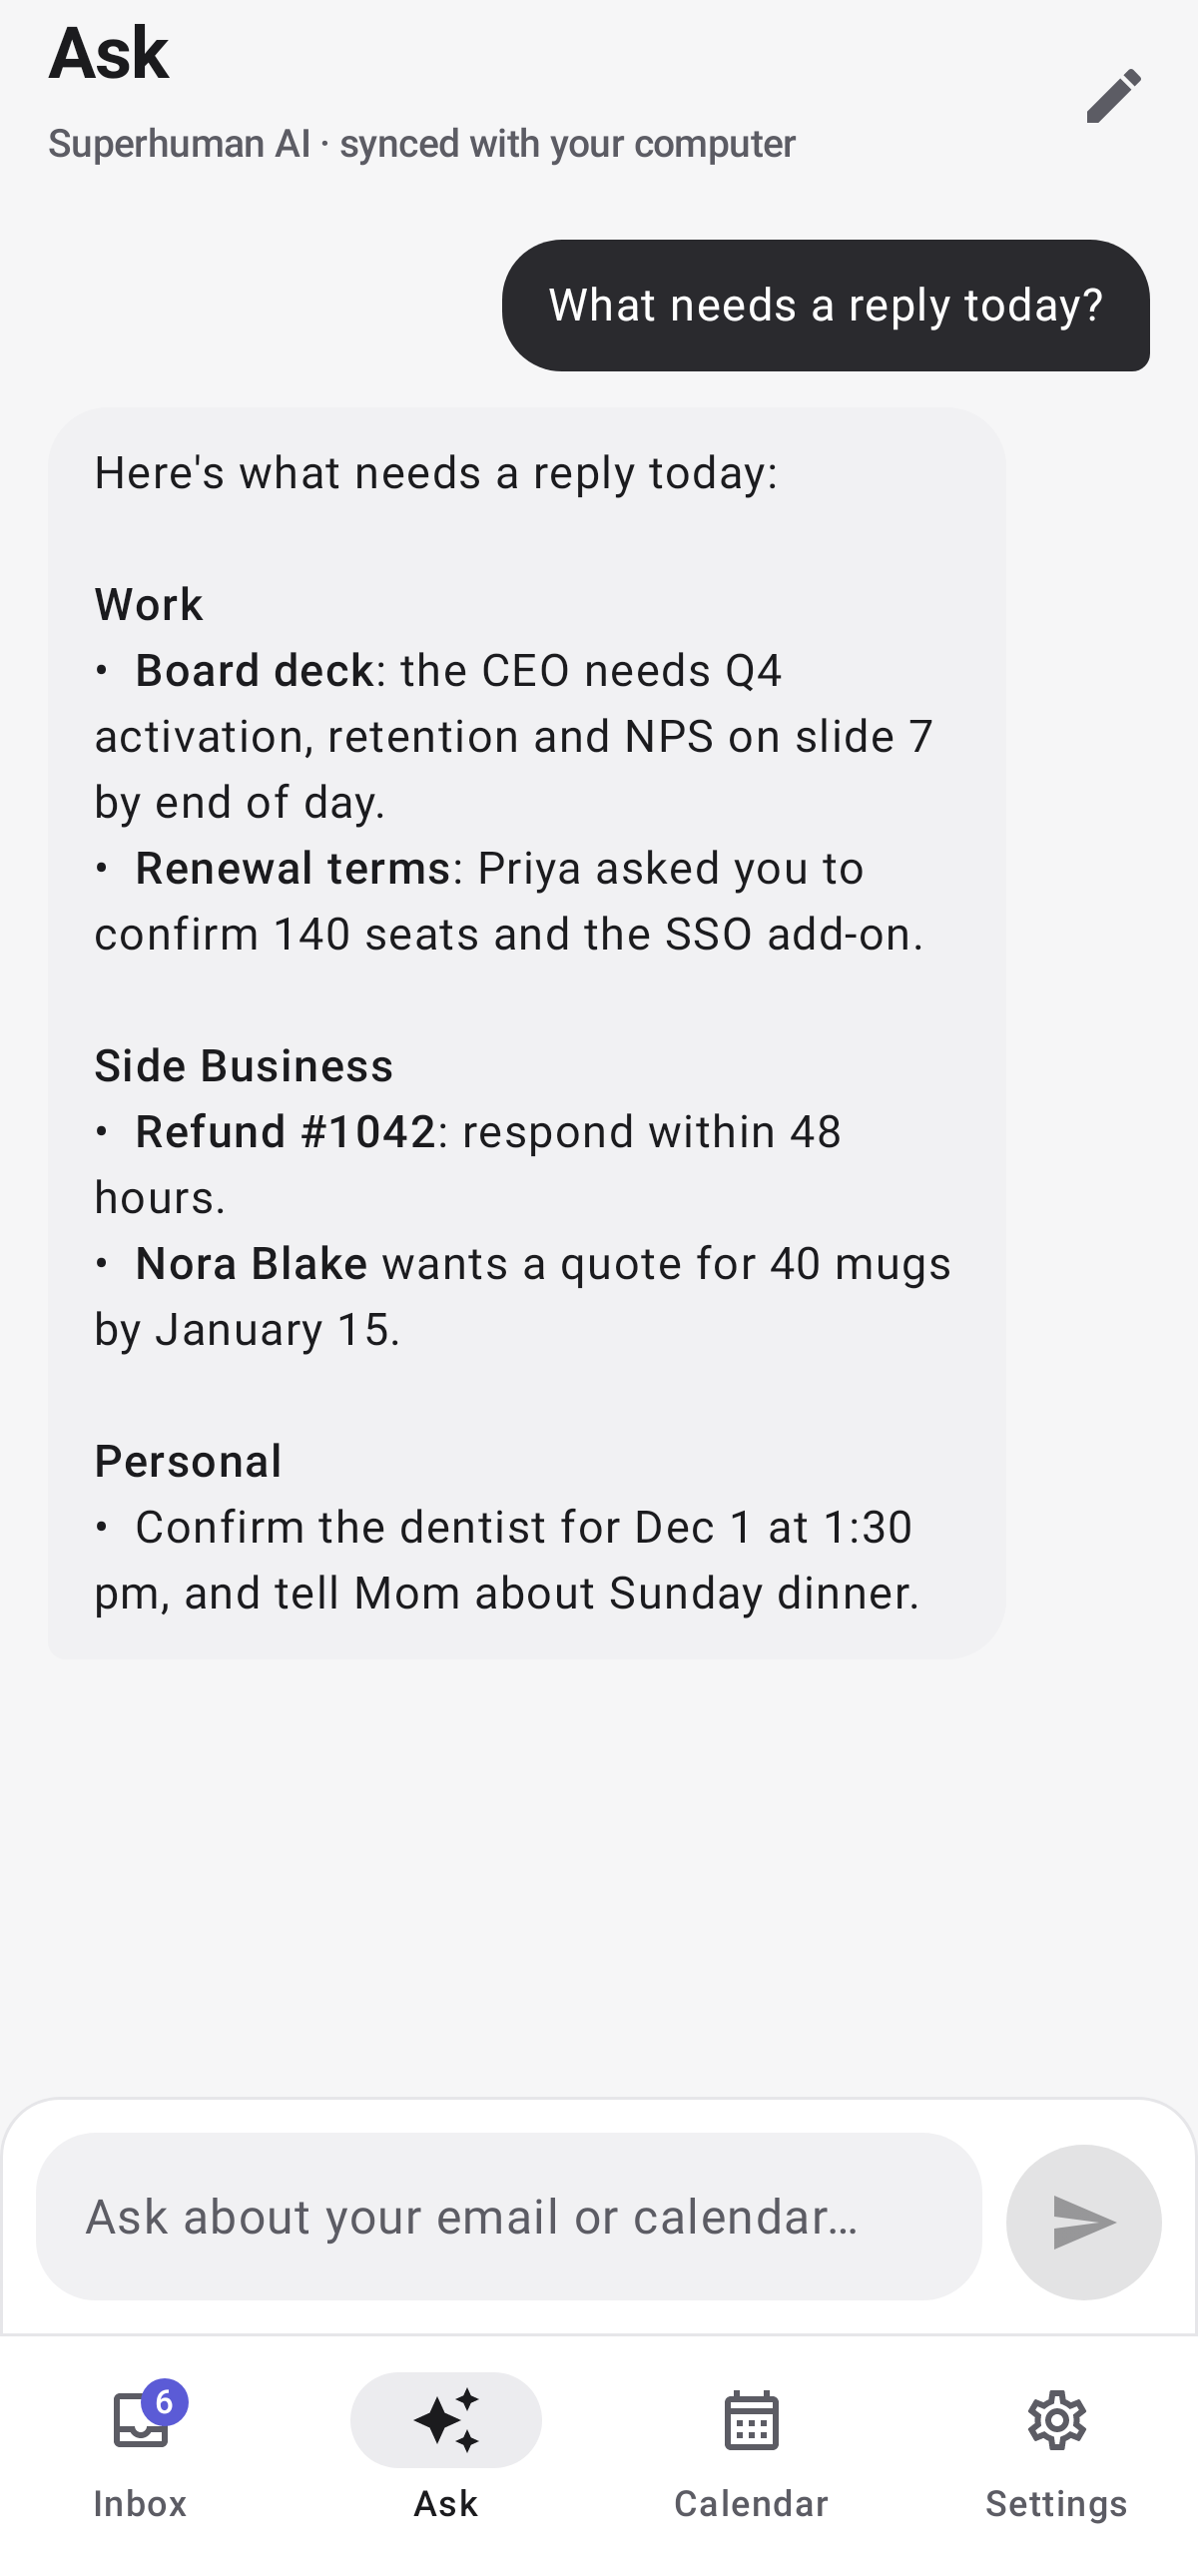 Ask
Superhuman AI · synced with your computer
What needs a reply today?
Here's what needs a reply today:
Work
• Board deck: the CEO needs Q4
activation, retention and NPS on slide 7
by end of day.
• Renewal terms: Priya asked you to
confirm 140 seats and the SSO add-on.
Side Business
• Refund #1042: respond within 48
hours.
• Nora Blake wants a quote for 40 mugs
by January 15.
Personal
• Confirm the dentist for Dec 1 at 1:30
pm, and tell Mom about Sunday dinner.
Ask about your email or calendar…
6
Inbox
Ask
Calendar
Settings